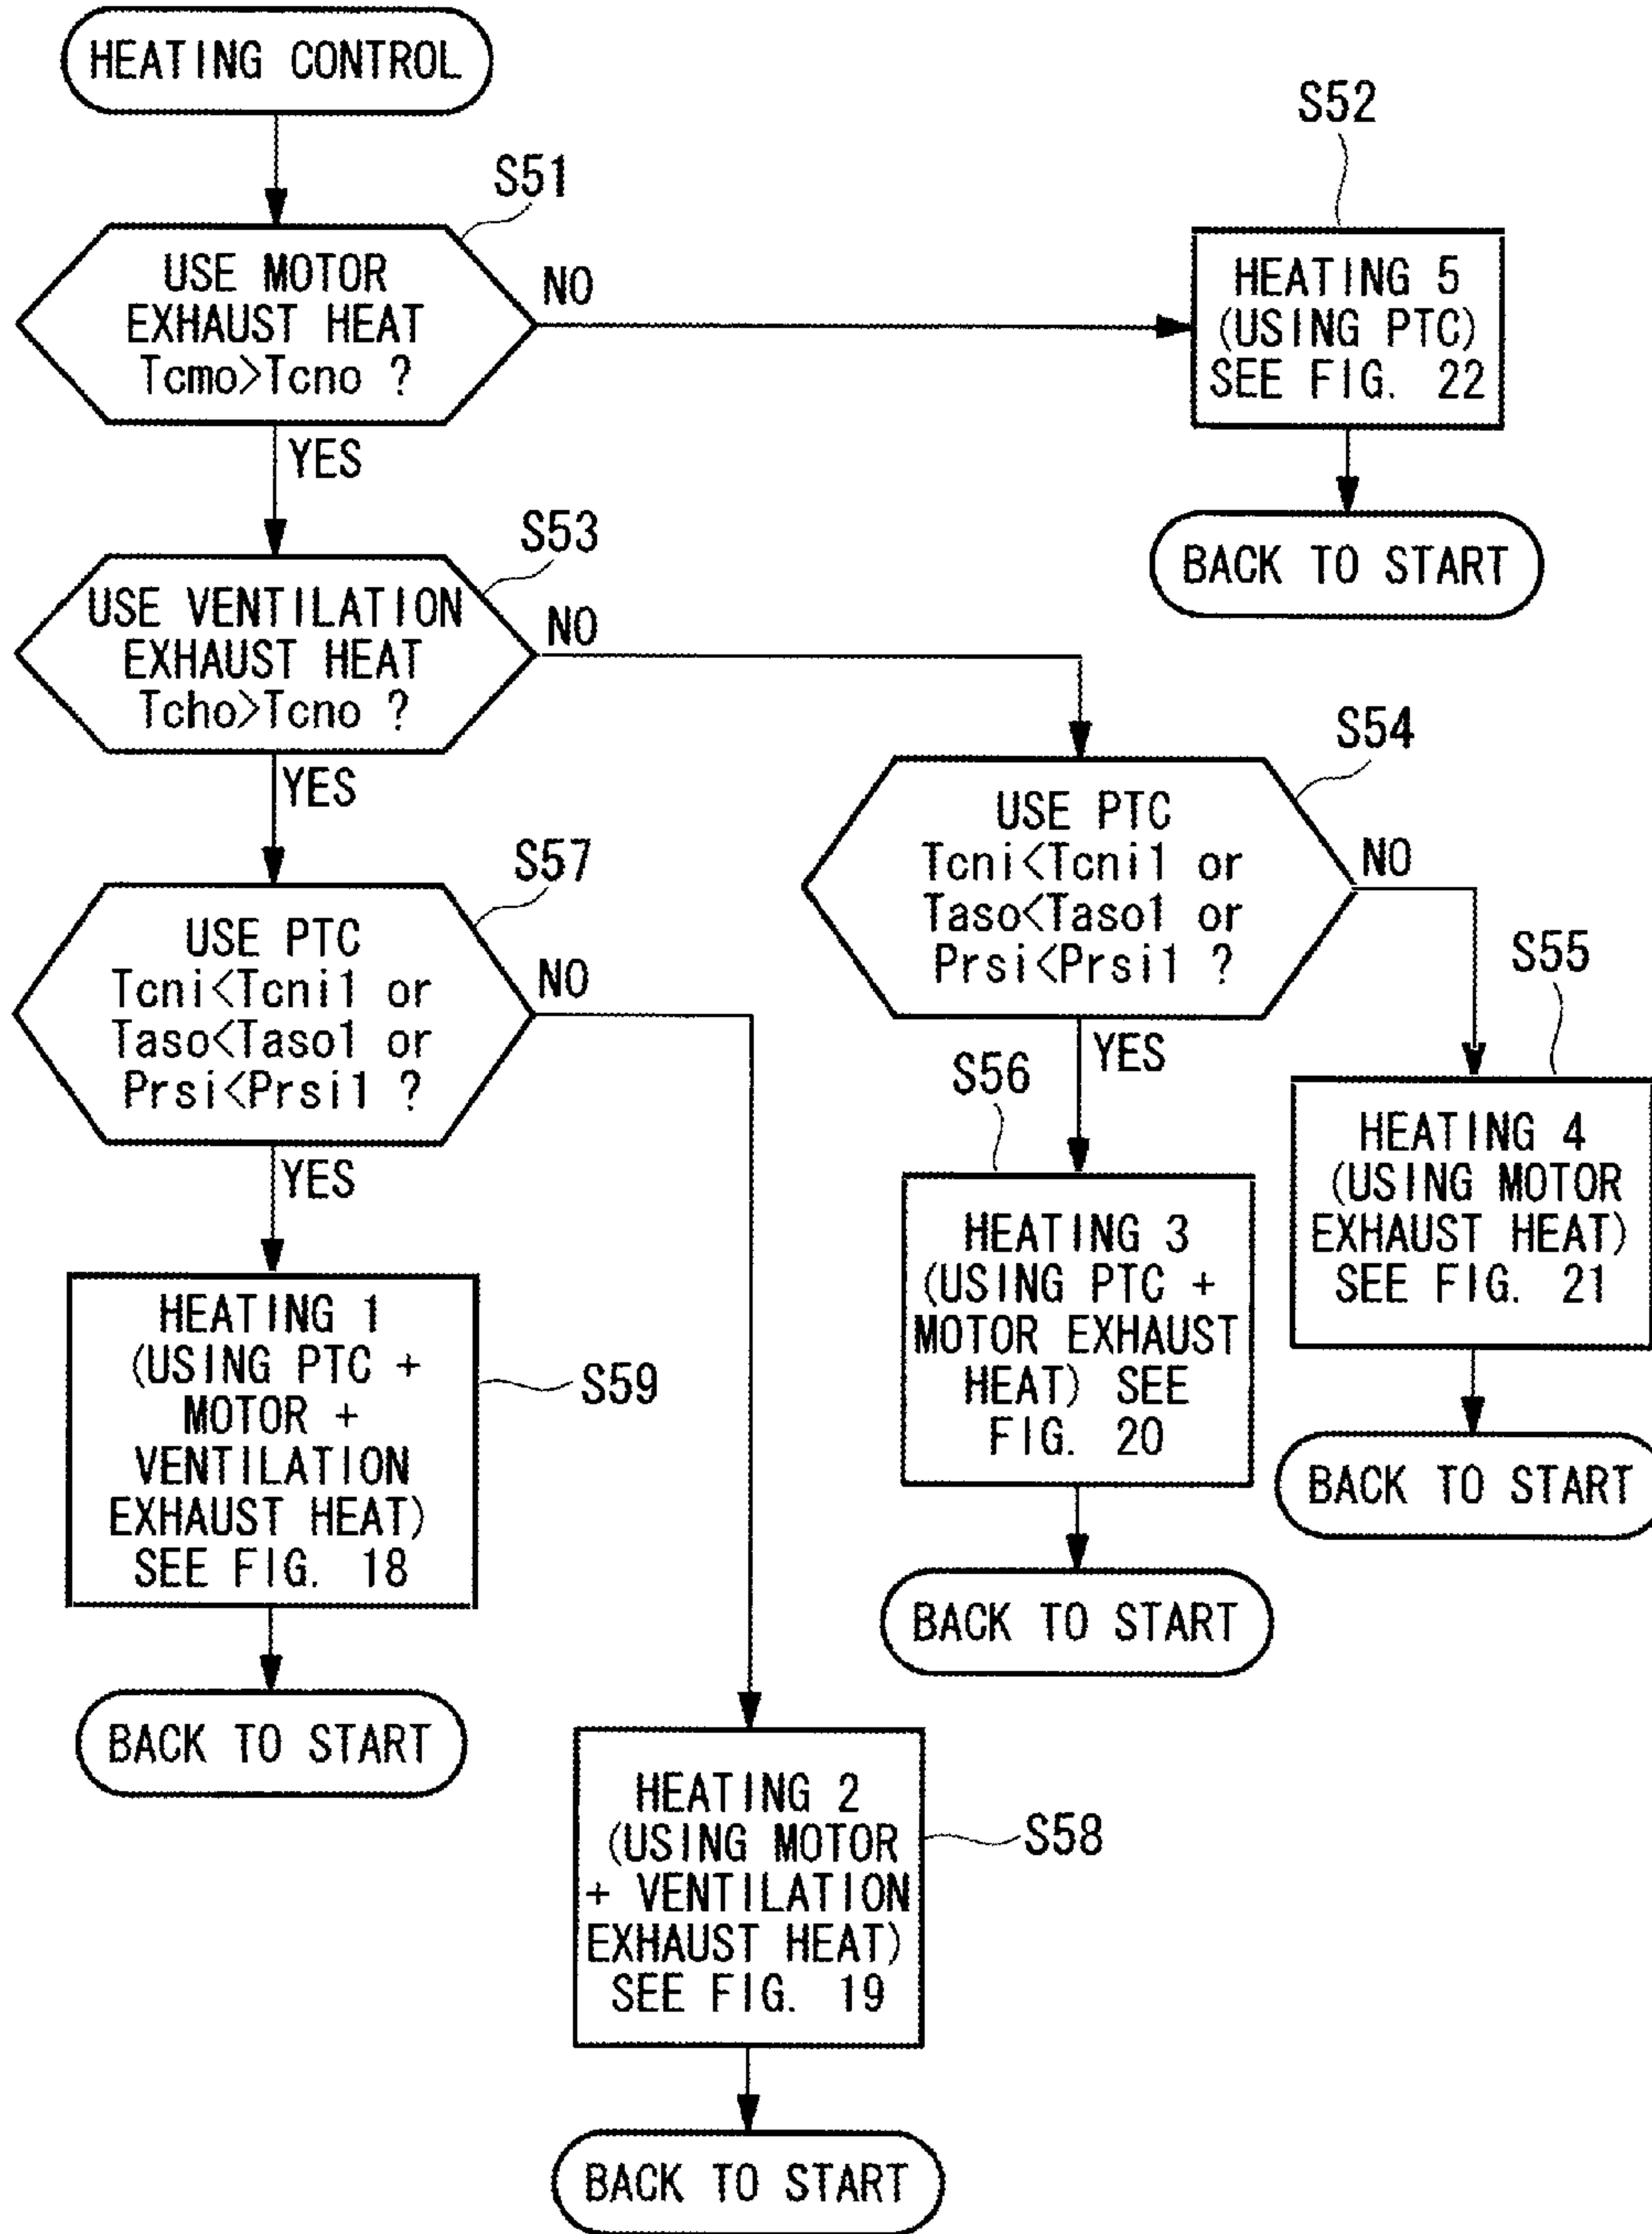 HEATING CONTROL
S51
USE MOTOR
EXHAUST HEAT
Tcmo>Tcno ?
NO
YES
S52
HEATING 5
(USING PTC)
SEE FIG. 22
BACK TO START
S53
USE VENTILATION
EXHAUST HEAT
Tcho>Tcno ?
NO
YES
S54
USE PTC
Tcni<Tcni1 or
Taso<Taso1 or
Prsi<Prsi1 ?
NO
YES
S55
HEATING 4
(USING MOTOR
EXHAUST HEAT)
SEE FIG. 21
BACK TO START
S56
HEATING 3
(USING PTC +
MOTOR EXHAUST
HEAT) SEE
FIG. 20
BACK TO START
S57
USE PTC
Tcni<Tcni1 or
Taso<Taso1 or
Prsi<Prsi1 ?
NO
YES
HEATING 1
(USING PTC +
MOTOR +
VENTILATION
EXHAUST HEAT)
SEE FIG. 18
S59
BACK TO START
HEATING 2
(USING MOTOR
+ VENTILATION
EXHAUST HEAT)
SEE FIG. 19
S58
BACK TO START